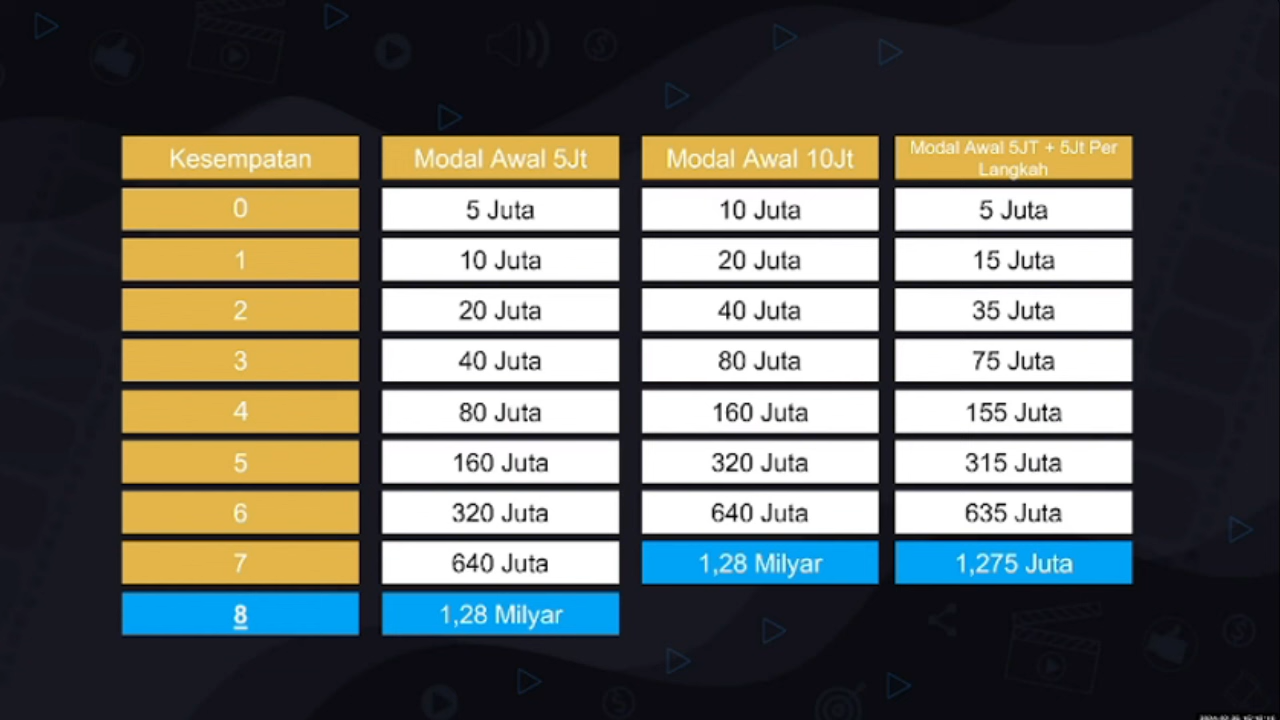 Kesempatan Modal Awal 5Jt Modal Awal 10Jt Modal Awal 5JT + 5Jt Per
Langkah
0 5 Juta 10 Juta 5 Juta
1 10 Juta 20 Juta 15 Juta
2 20 Juta 40 Juta 35 Juta
3 40 Juta 80 Juta 75 Juta
4 80 Juta 160 Juta 155 Juta
5 160 Juta 320 Juta 315 Juta
6 320 Juta 640 Juta 635 Juta
7 640 Juta 1,28 Milyar 1,275 Juta
8 1,28 Milyar